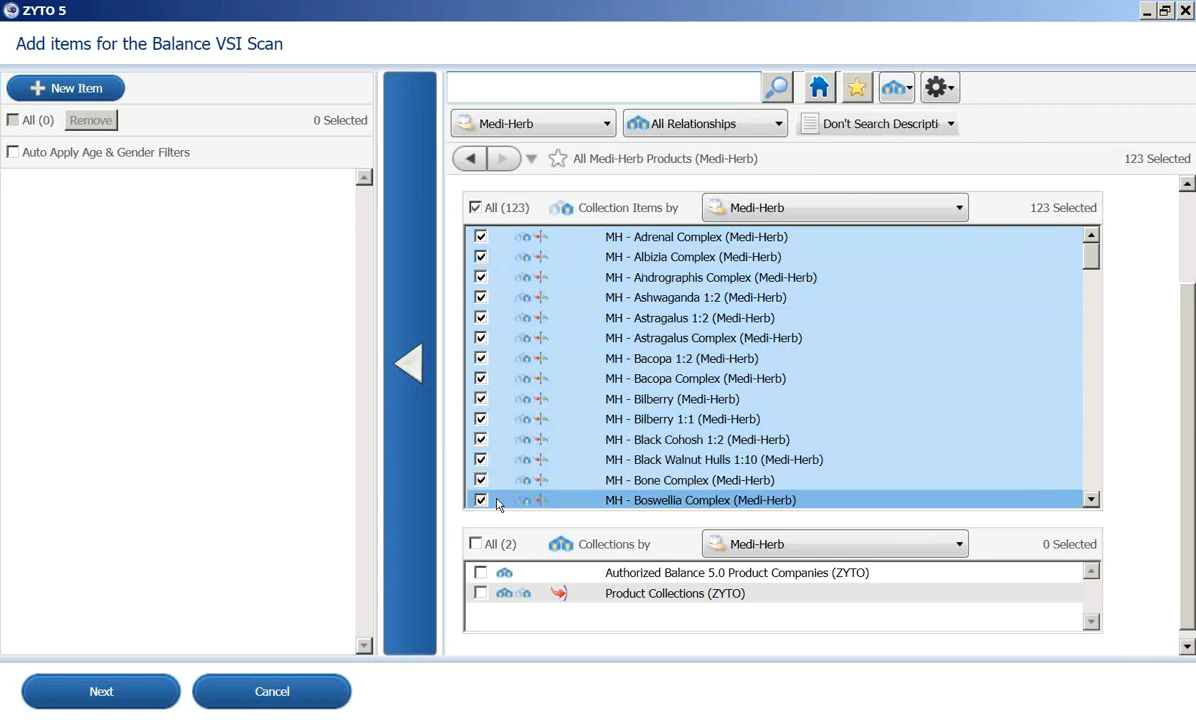 ZYTO 5
Add items for the Balance VSI Scan
New Item
All (0) Remove 0 Selected
Auto Apply Age & Gender Filters
Medi-Herb All Relationships Don't Search Descripti
All Medi-Herb Products (Medi-Herb) 123 Selected
All (123) Collection Items by Medi-Herb 123 Selected
MH - Adrenal Complex (Medi-Herb)
MH - Albizia Complex (Medi-Herb)
MH - Andrographis Complex (Medi-Herb)
MH - Ashwaganda 1:2 (Medi-Herb)
MH - Astragalus 1:2 (Medi-Herb)
MH - Astragalus Complex (Medi-Herb)
MH - Bacopa 1:2 (Medi-Herb)
MH - Bacopa Complex (Medi-Herb)
MH - Bilberry (Medi-Herb)
MH - Bilberry 1:1 (Medi-Herb)
MH - Black Cohosh 1:2 (Medi-Herb)
MH - Black Walnut Hulls 1:10 (Medi-Herb)
MH - Bone Complex (Medi-Herb)
MH - Boswellia Complex (Medi-Herb)
All (2) Collections by Medi-Herb 0 Selected
Authorized Balance 5.0 Product Companies (ZYTO)
Product Collections (ZYTO)
Next Cancel